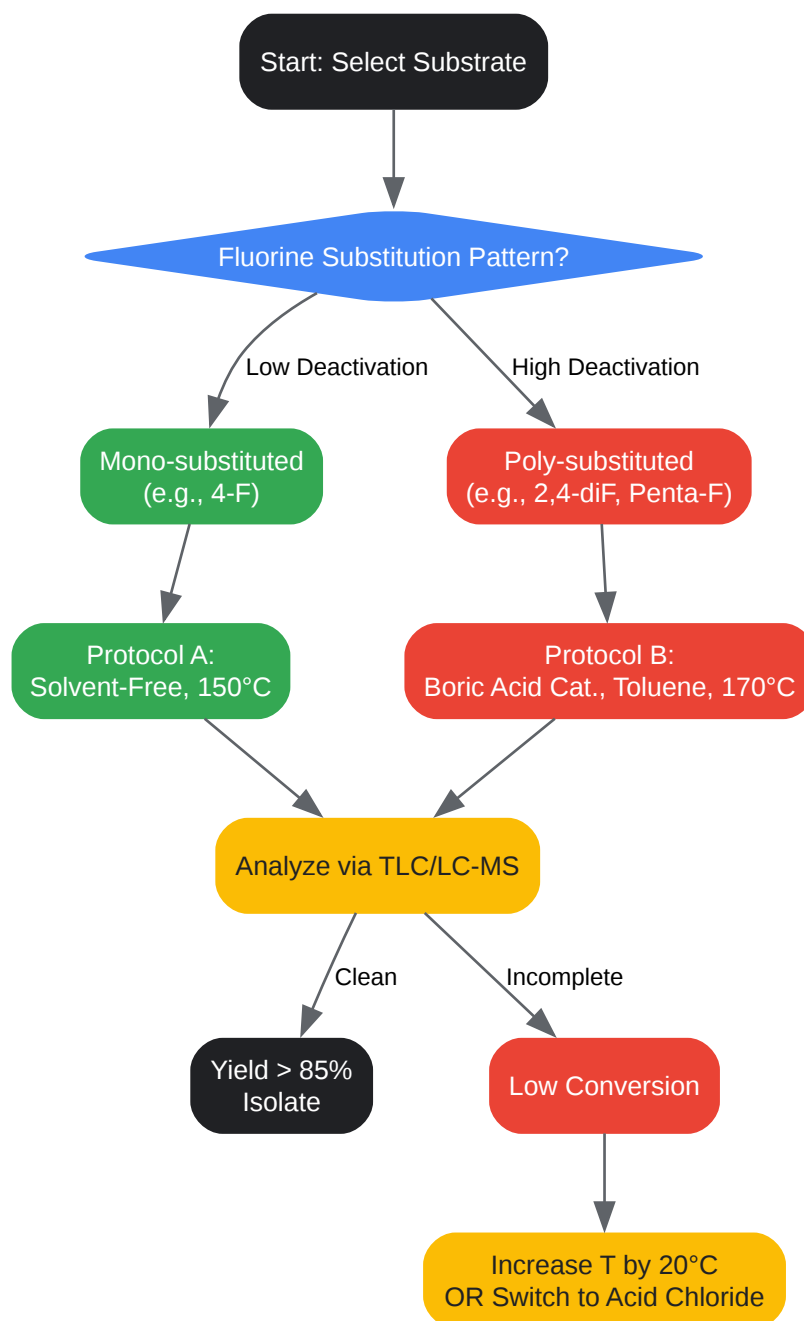 Start: Select Substrate
Fluorine Substitution Pattern?
Low Deactivation
High Deactivation
Mono-substituted
(e.g., 4-F)
Poly-substituted
(e.g., 2,4-diF, Penta-F)
Protocol A:
Solvent-Free, 150°C
Protocol B:
Boric Acid Cat., Toluene, 170°C
Analyze via TLC/LC-MS
Clean
Incomplete
Yield > 85%
Isolate
Low Conversion
Increase T by 20°C
OR Switch to Acid Chloride